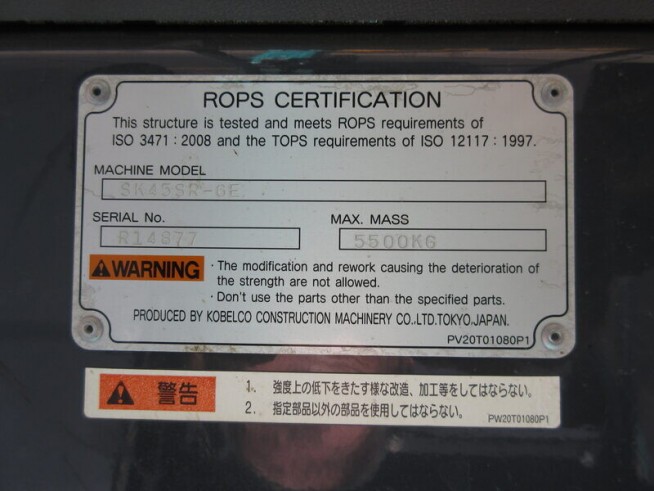 ROPS CERTIFICATION
This structure is tested and meets ROPS requirements of
ISO 3471 : 2008 and the TOPS requirements of ISO 12117 : 1997.
MACHINE MODEL
SK45SR-6E
SERIAL No. MAX. MASS
R14677 5500KG
WARNING · The modification and rework causing the deterioration of
the strength are not allowed.
· Don't use the parts other than the specified parts.
PRODUCED BY KOBELCO CONSTRUCTION MACHINERY CO.,LTD.TOKYO,JAPAN.
PV20T01080P1
警告 1. 強度上の低下をきたす様な改造、加工等をしてはならない。
2. 指定部品以外の部品を使用してはならない。
PW20T01080P1